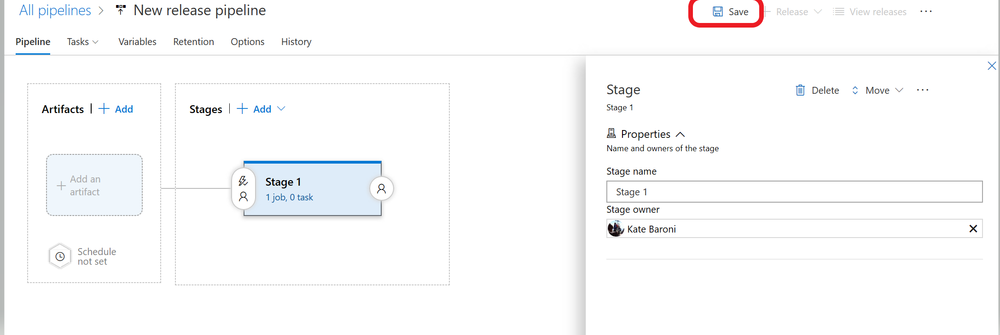 All pipelines > New release pipeline
Save
Release
View releases
Pipeline
Tasks
Variables
Retention
Options
History
Artifacts | + Add
Add an
artifact
Schedule
not set
Stages | + Add
Stage 1
1 job, 0 task
Stage
Delete
Move
Stage 1
Properties
Name and owners of the stage
Stage name
Stage 1
Stage owner
Kate Baroni